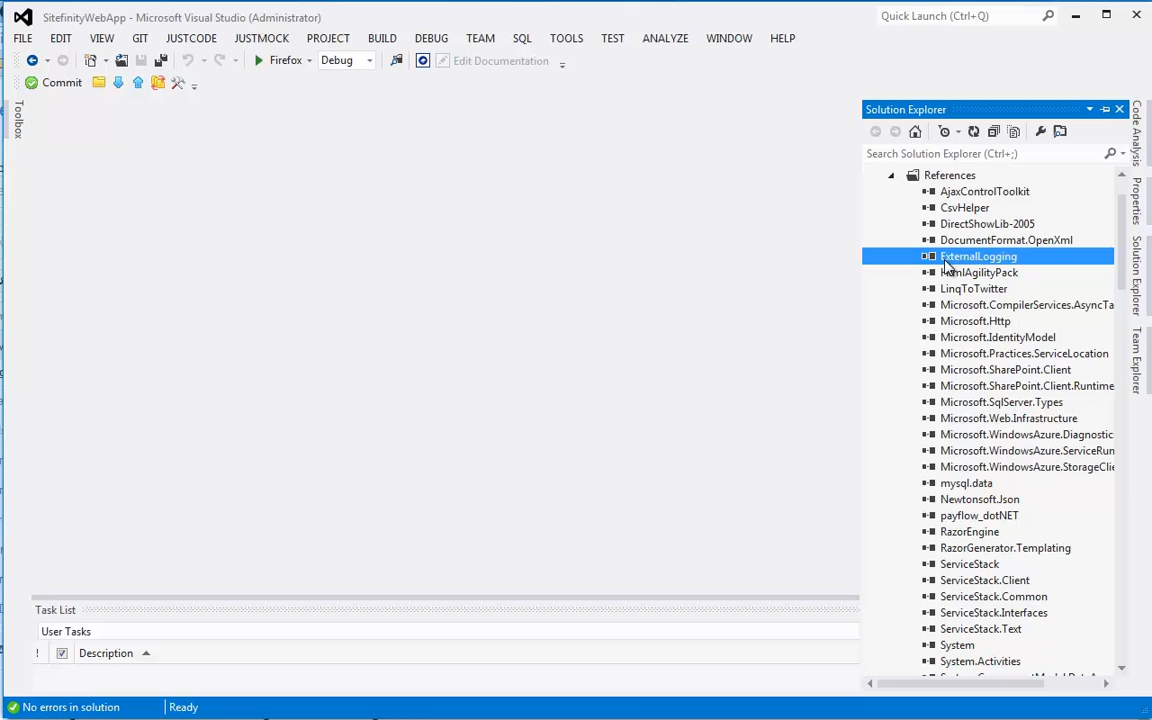 SitefinityWebApp - Microsoft Visual Studio (Administrator)
Quick Launch (Ctrl+Q)
FILE EDIT VIEW GIT JUSTCODE JUSTMOCK PROJECT BUILD DEBUG TEAM SQL TOOLS TEST ANALYZE WINDOW HELP
Firefox Debug Edit Documentation
Commit
Toolbox
Solution Explorer
Search Solution Explorer (Ctrl+;)
References
AjaxControlToolkit
CsvHelper
DirectShowLib-2005
DocumentFormat.OpenXml
ExternalLogging
HtmlAgilityPack
LinqToTwitter
Microsoft.CompilerServices.AsyncTa
Microsoft.Http
Microsoft.IdentityModel
Microsoft.Practices.ServiceLocation
Microsoft.SharePoint.Client
Microsoft.SharePoint.Client.Runtime
Microsoft.SqlServer.Types
Microsoft.Web.Infrastructure
Microsoft.WindowsAzure.Diagnostic
Microsoft.WindowsAzure.ServiceRun
Microsoft.WindowsAzure.StorageClie
mysql.data
Newtonsoft.Json
payflow_dotNET
RazorEngine
RazorGenerator.Templating
ServiceStack
ServiceStack.Client
ServiceStack.Common
ServiceStack.Interfaces
ServiceStack.Text
System
System.Activities
Code Analysis
Properties
Solution Explorer
Team Explorer
Task List
User Tasks
! Description
No errors in solution Ready